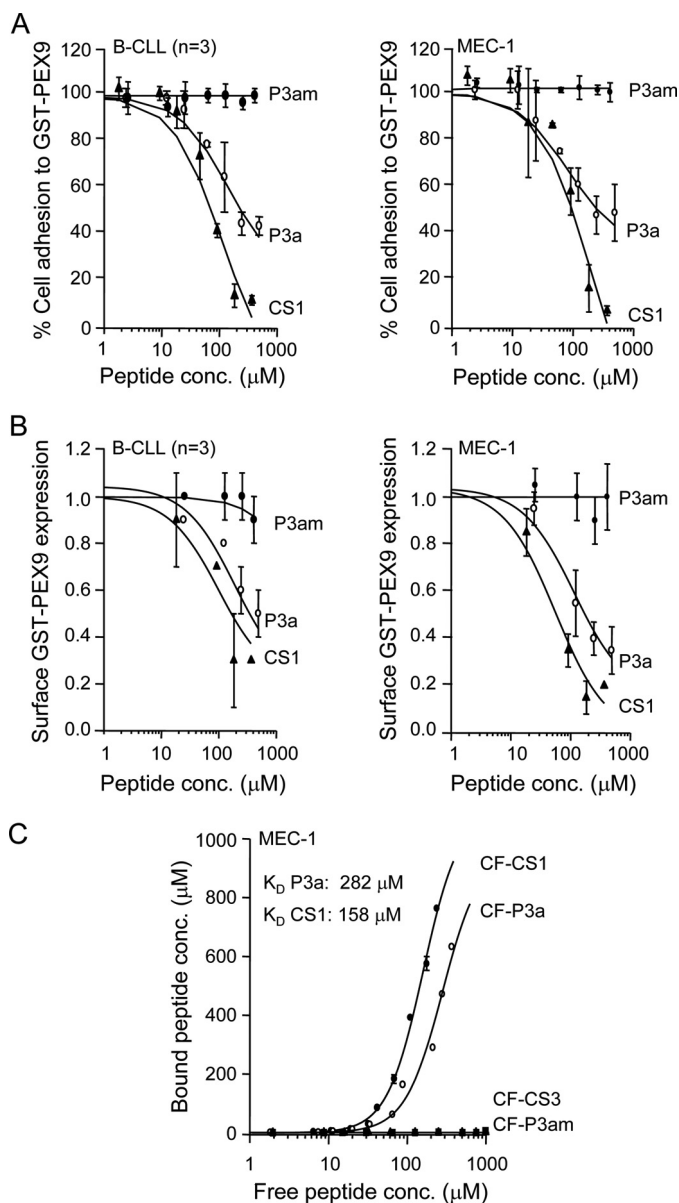 A
B-CLL (n=3)
% Cell adhesion to GST-PEX9
120
100
80
60
40
20
0
P3am
P3a
CS1
1 10 100 1000
Peptide conc. (μM)
MEC-1
% Cell adhesion to GST-PEX9
120
100
80
60
40
20
0
P3am
P3a
CS1
1 10 100 1000
Peptide conc. (μM)
B
B-CLL (n=3)
Surface GST-PEX9 expression
1.2
1.0
0.8
0.6
0.4
0.2
0.0
P3am
P3a
CS1
1 10 100 1000
Peptide conc. (μM)
MEC-1
Surface GST-PEX9 expression
1.2
1.0
0.8
0.6
0.4
0.2
0.0
P3am
P3a
CS1
1 10 100 1000
Peptide conc. (μM)
C
MEC-1
K_D P3a: 282 μM
K_D CS1: 158 μM
Bound peptide conc. (μM)
1000
800
600
400
200
0
CF-CS1
CF-P3a
CF-CS3
CF-P3am
1 10 100 1000
Free peptide conc. (μM)